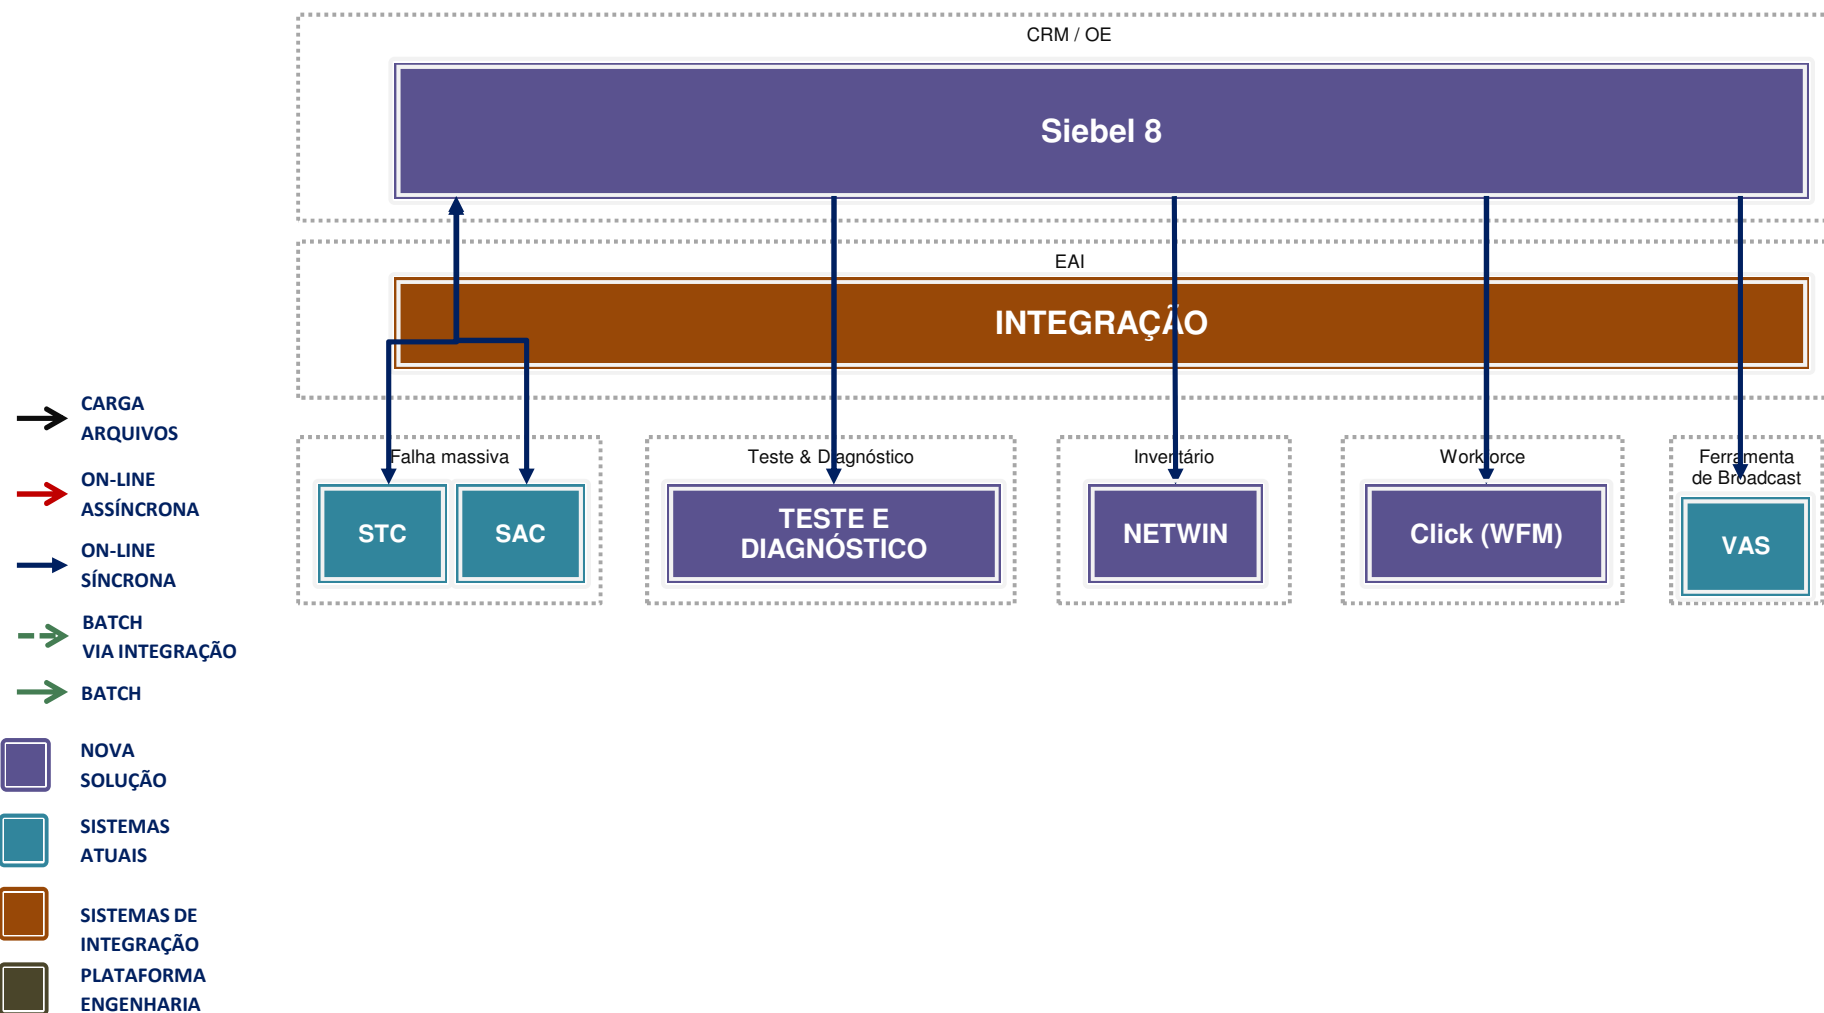 CRM / OE
Siebel 8
EAI
INTEGRAÇÃO
Falha massiva
STC
SAC
Teste & Diagnóstico
TESTE E
DIAGNÓSTICO
Inventário
NETWIN
Workforce
Click (WFM)
Ferramenta
de Broadcast
VAS
CARGA
ARQUIVOS
ON-LINE
ASSÍNCRONA
ON-LINE
SÍNCRONA
BATCH
VIA INTEGRAÇÃO
BATCH
NOVA
SOLUÇÃO
SISTEMAS
ATUAIS
SISTEMAS DE
INTEGRAÇÃO
PLATAFORMA
ENGENHARIA